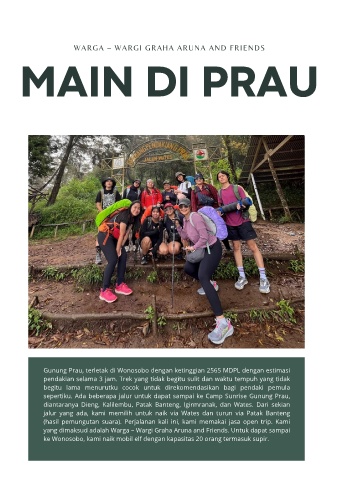 WARGA – WARGI GRAHA ARUNA AND FRIENDS
MAIN DI PRAU
Gunung Prau, terletak di Wonosobo dengan ketinggian 2565 MDPL dengan estimasi
pendakian selama 3 jam. Trek yang tidak begitu sulit dan waktu tempuh yang tidak
begitu lama menurutku cocok untuk direkomendasikan bagi pendaki pemula
sepertiku. Ada beberapa jalur untuk dapat sampai ke Camp Sunrise Gunung Prau,
diantaranya Dieng, Kalilembu, Patak Banteng, Igirmranak, dan Wates. Dari sekian
jalur yang ada, kami memilih untuk naik via Wates dan turun via Patak Banteng
(hasil pemungutan suara). Perjalanan kali ini, kami memakai jasa open trip. Kami
yang dimaksud adalah Warga – Wargi Graha Aruna and Friends. Untuk dapat sampai
ke Wonosobo, kami naik mobil elf dengan kapasitas 20 orang termasuk supir.